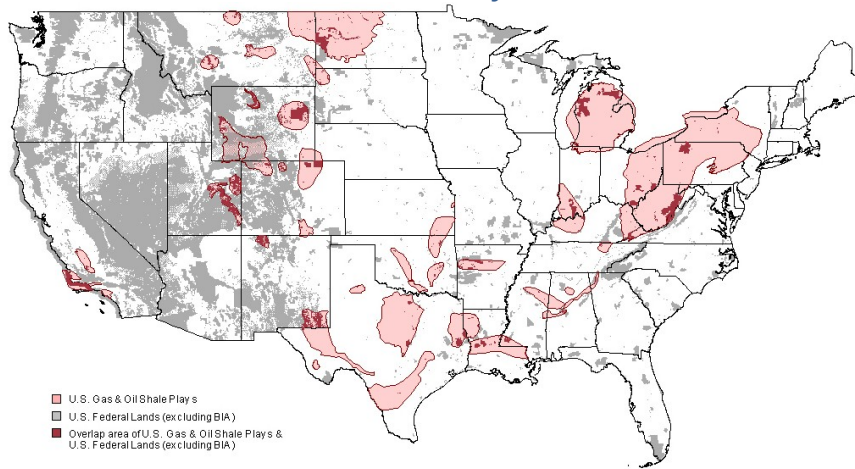 U.S. Gas & Oil Shale Plays
U.S. Federal Lands (excluding BIA)
Overlap area of U.S. Gas & Oil Shale Plays &
U.S. Federal Lands (excluding BIA)